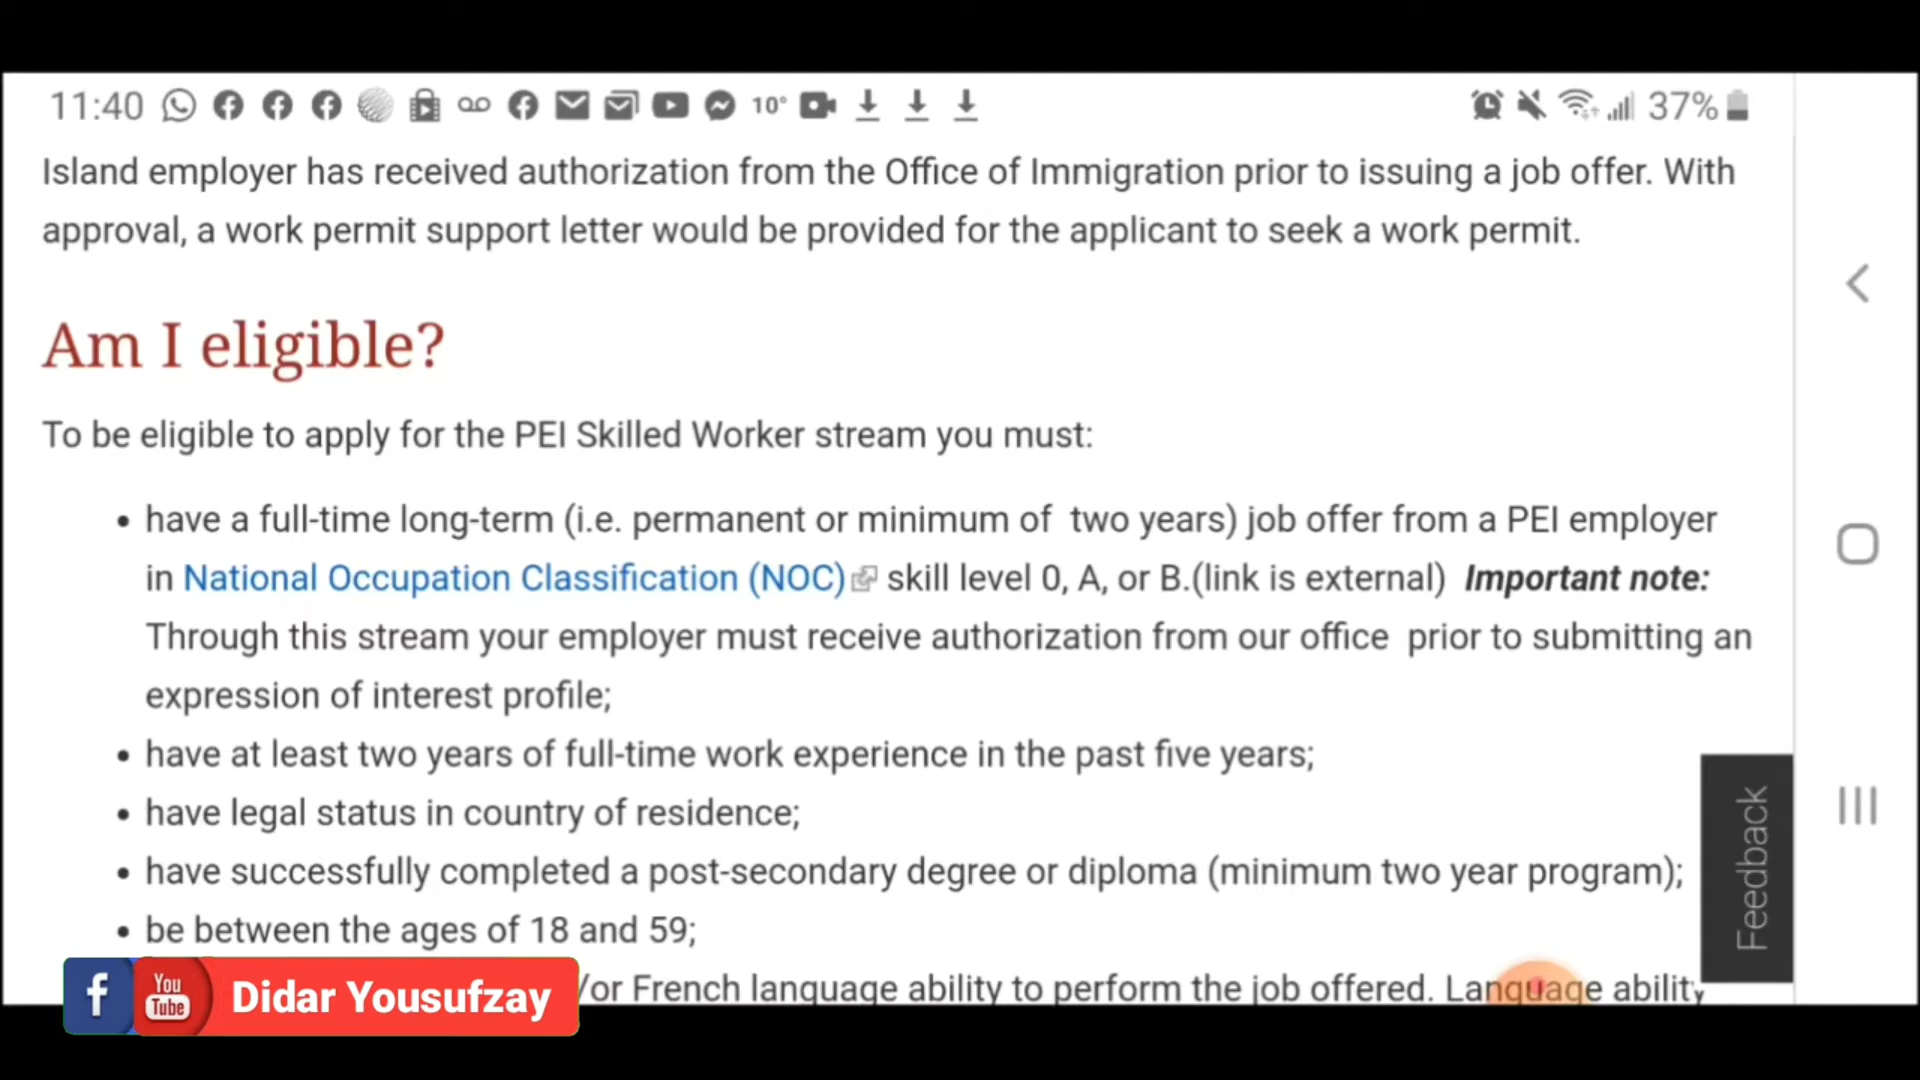 11:40 10° 37%
Island employer has received authorization from the Office of Immigration prior to issuing a job offer. With
approval, a work permit support letter would be provided for the applicant to seek a work permit.
Am I eligible?
To be eligible to apply for the PEI Skilled Worker stream you must:
• have a full-time long-term (i.e. permanent or minimum of two years) job offer from a PEI employer
in National Occupation Classification (NOC) skill level 0, A, or B.(link is external) Important note:
Through this stream your employer must receive authorization from our office prior to submitting an
expression of interest profile;
• have at least two years of full-time work experience in the past five years;
• have legal status in country of residence;
• have successfully completed a post-secondary degree or diploma (minimum two year program);
• be between the ages of 18 and 59;
/or French language ability to perform the job offered. Language ability
Feedback
f You Tube Didar Yousufzay